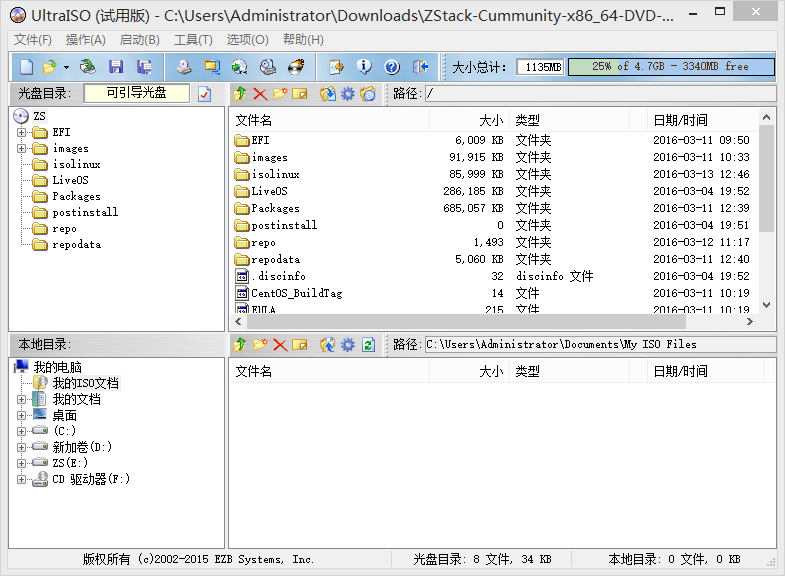 UltraISO (试用版) - C:\Users\Administrator\Downloads\ZStack-Cummunity-x86_64-DVD-...
文件(F) 操作(A) 启动(B) 工具(T) 选项(O) 帮助(H)
大小总计: 1135MB 25% of 4.7GB - 3340MB free
光盘目录: 可引导光盘 路径: /
ZS
EFI
images
isolinux
LiveOS
Packages
postinstall
repo
repodata
文件名 大小 类型 日期/时间
EFI 6,009 KB 文件夹 2016-03-11 09:50
images 91,915 KB 文件夹 2016-03-11 10:33
isolinux 85,999 KB 文件夹 2016-03-13 12:46
LiveOS 286,185 KB 文件夹 2016-03-04 19:52
Packages 685,057 KB 文件夹 2016-03-11 12:39
postinstall 0 文件夹 2016-03-04 19:51
repo 1,493 文件夹 2016-03-12 11:17
repodata 5,060 KB 文件夹 2016-03-11 12:40
.discinfo 32 discinfo 文件 2016-03-04 19:52
CentOS_BuildTag 14 文件 2016-03-11 10:19
EULA 215 文件 2016-03-11 10:19
本地目录: 路径: C:\Users\Administrator\Documents\My ISO Files
我的电脑
我的ISO文档
我的文档
桌面
(C:)
新加卷(D:)
ZS(E:)
CD 驱动器(F:)
文件名 大小 类型 日期/时间
版权所有 (c)2002-2015 EZB Systems, Inc. 光盘目录: 8 文件, 34 KB 本地目录: 0 文件, 0 KB